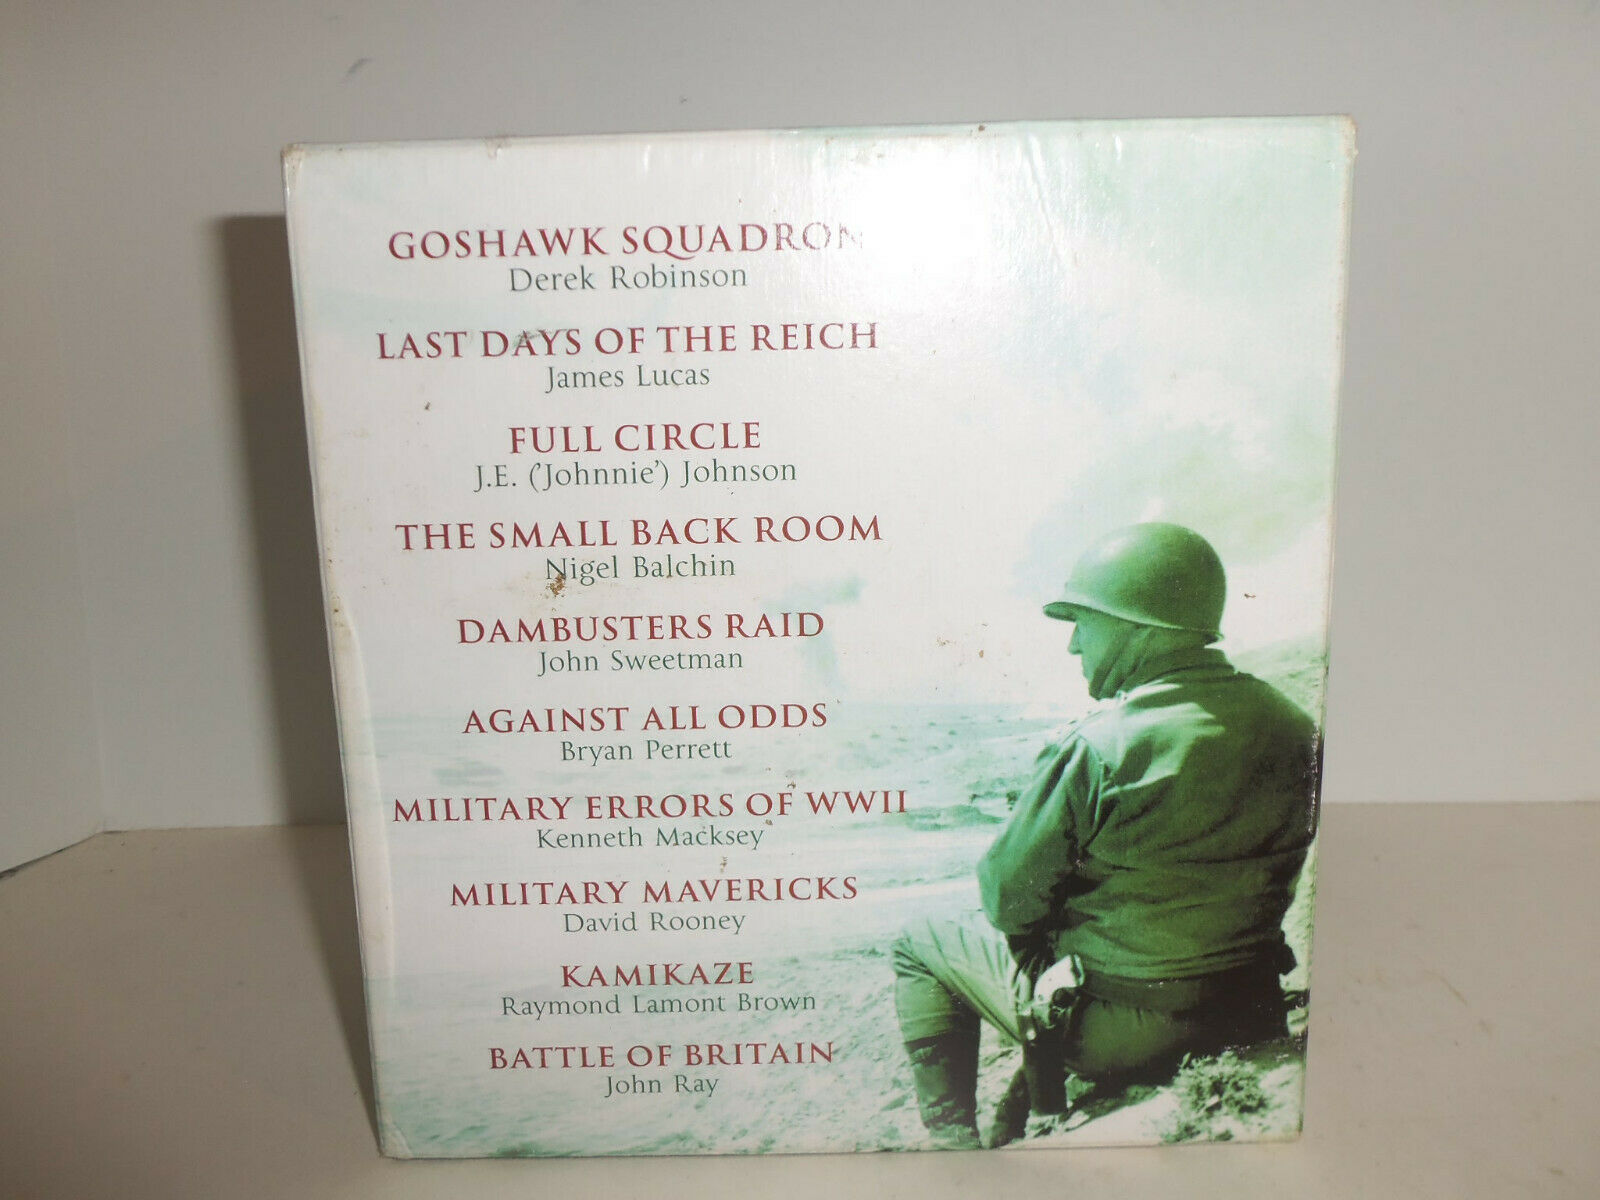 GOSHAWK SQUADRON
Derek Robinson
LAST DAYS OF THE REICH
James Lucas
FULL CIRCLE
J.E. ('Johnnie') Johnson
THE SMALL BACK ROOM
Nigel Balchin
DAMBUSTERS RAID
John Sweetman
AGAINST ALL ODDS
Bryan Perrett
MILITARY ERRORS OF WWII
Kenneth Macksey
MILITARY MAVERICKS
David Rooney
KAMIKAZE
Raymond Lamont Brown
BATTLE OF BRITAIN
John Ray